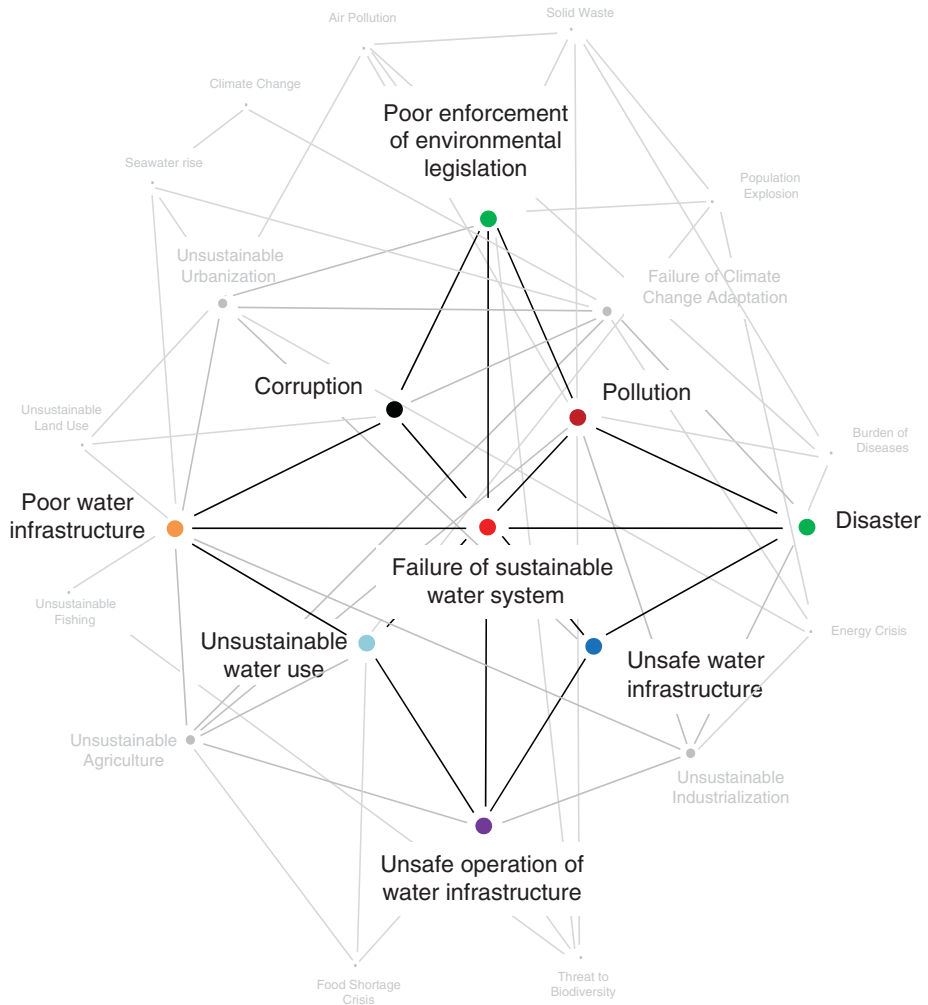 Air Pollution
Solid Waste
Climate Change
Poor enforcement
of environmental
legislation
Seawater rise
Population
Explosion
Unsustainable
Urbanization
Failure of Climate
Change Adaptation
Corruption
Pollution
Unsustainable
Land Use
Burden of
Diseases
Poor water
infrastructure
Disaster
Failure of sustainable
water system
Unsustainable
Fishing
Energy Crisis
Unsustainable
water use
Unsafe water
infrastructure
Unsustainable
Agriculture
Unsustainable
Industrialization
Unsafe operation of
water infrastructure
Food Shortage
Crisis
Threat to
Biodiversity